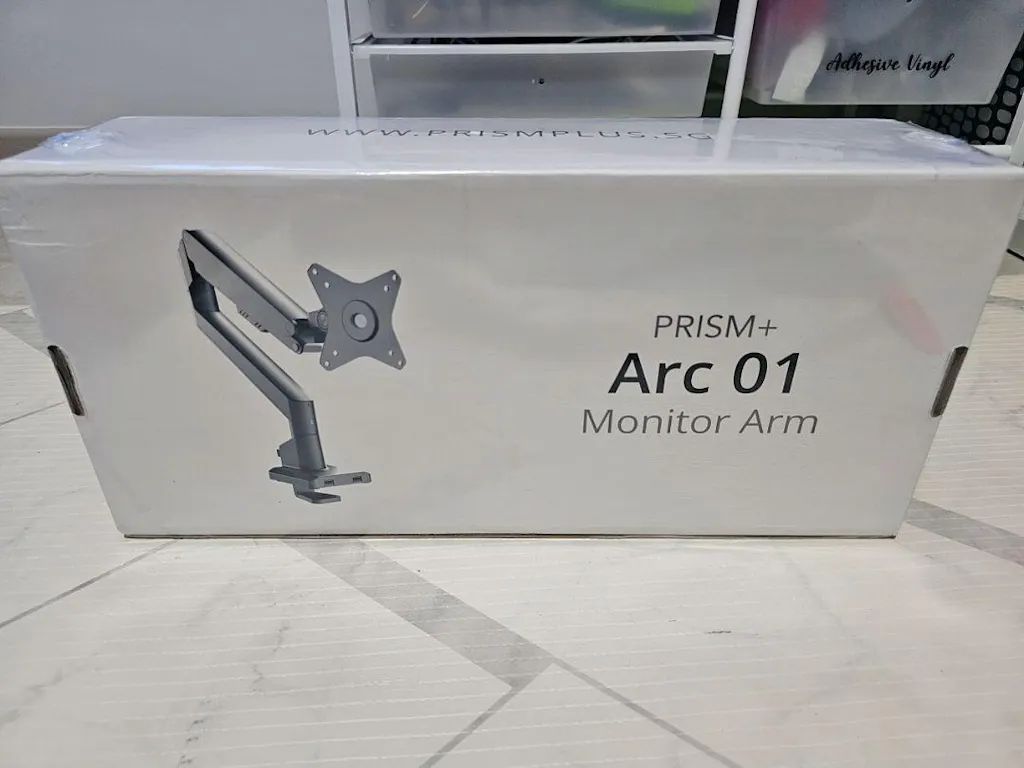 Adhesive Vinyl
WWW.PRISMPLUS.SG
PRISM+
Arc 01
Monitor Arm